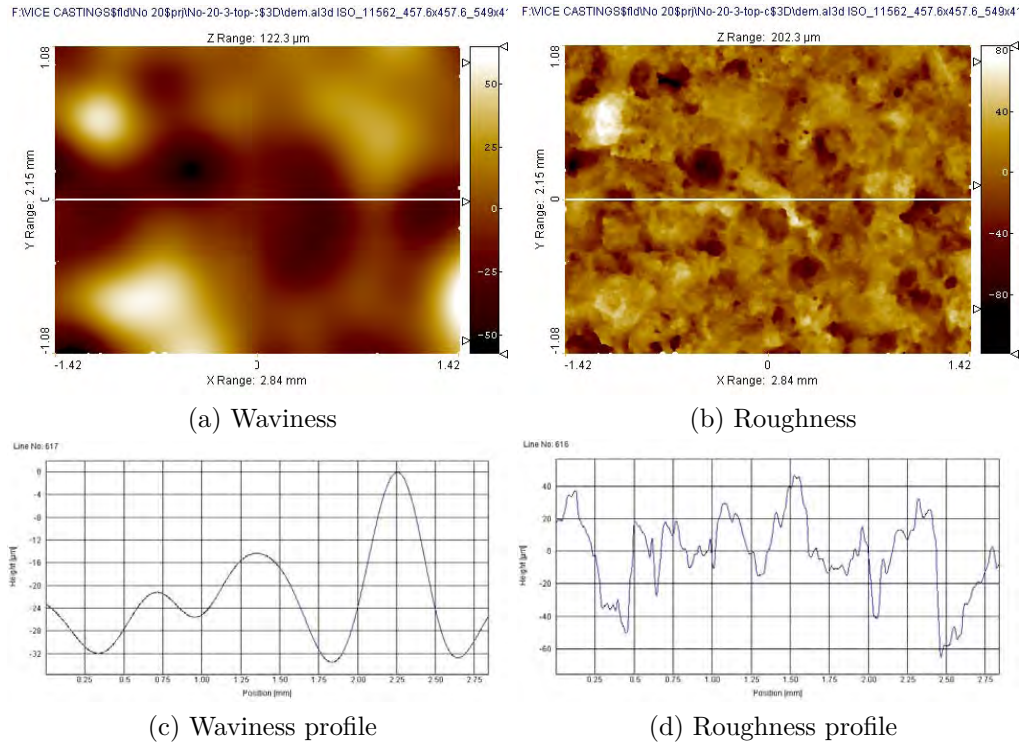 F:\VICE CASTINGS$fld\No 20$prj\No-20-3-top-c$3D\dem.al3d ISO_11562_457.6x457.6_549x41
Z Range: 122.3 µm
1.08
0
-1.08
Y Range: 2.15 mm
-1.42 0 1.42
X Range: 2.84 mm
50
25
0
-25
-50
(a) Waviness
F:\VICE CASTINGS$fld\No 20$prj\No-20-3-top-c$3D\dem.al3d ISO_11562_457.6x457.6_549x41
Z Range: 202.3 µm
1.08
0
-1.08
Y Range: 2.15 mm
-1.42 0 1.42
X Range: 2.84 mm
80
40
0
-40
-80
(b) Roughness
Line No: 617
0
-4
-8
-12
-16
-20
-24
-28
-32
Height [µm]
0.25 0.50 0.75 1.00 1.25 1.50 1.75 2.00 2.25 2.50 2.75
Position [mm]
(c) Waviness profile
Line No: 616
40
20
0
-20
-40
-60
Height [µm]
0.25 0.50 0.75 1.00 1.25 1.50 1.75 2.00 2.25 2.50 2.75
Position [mm]
(d) Roughness profile